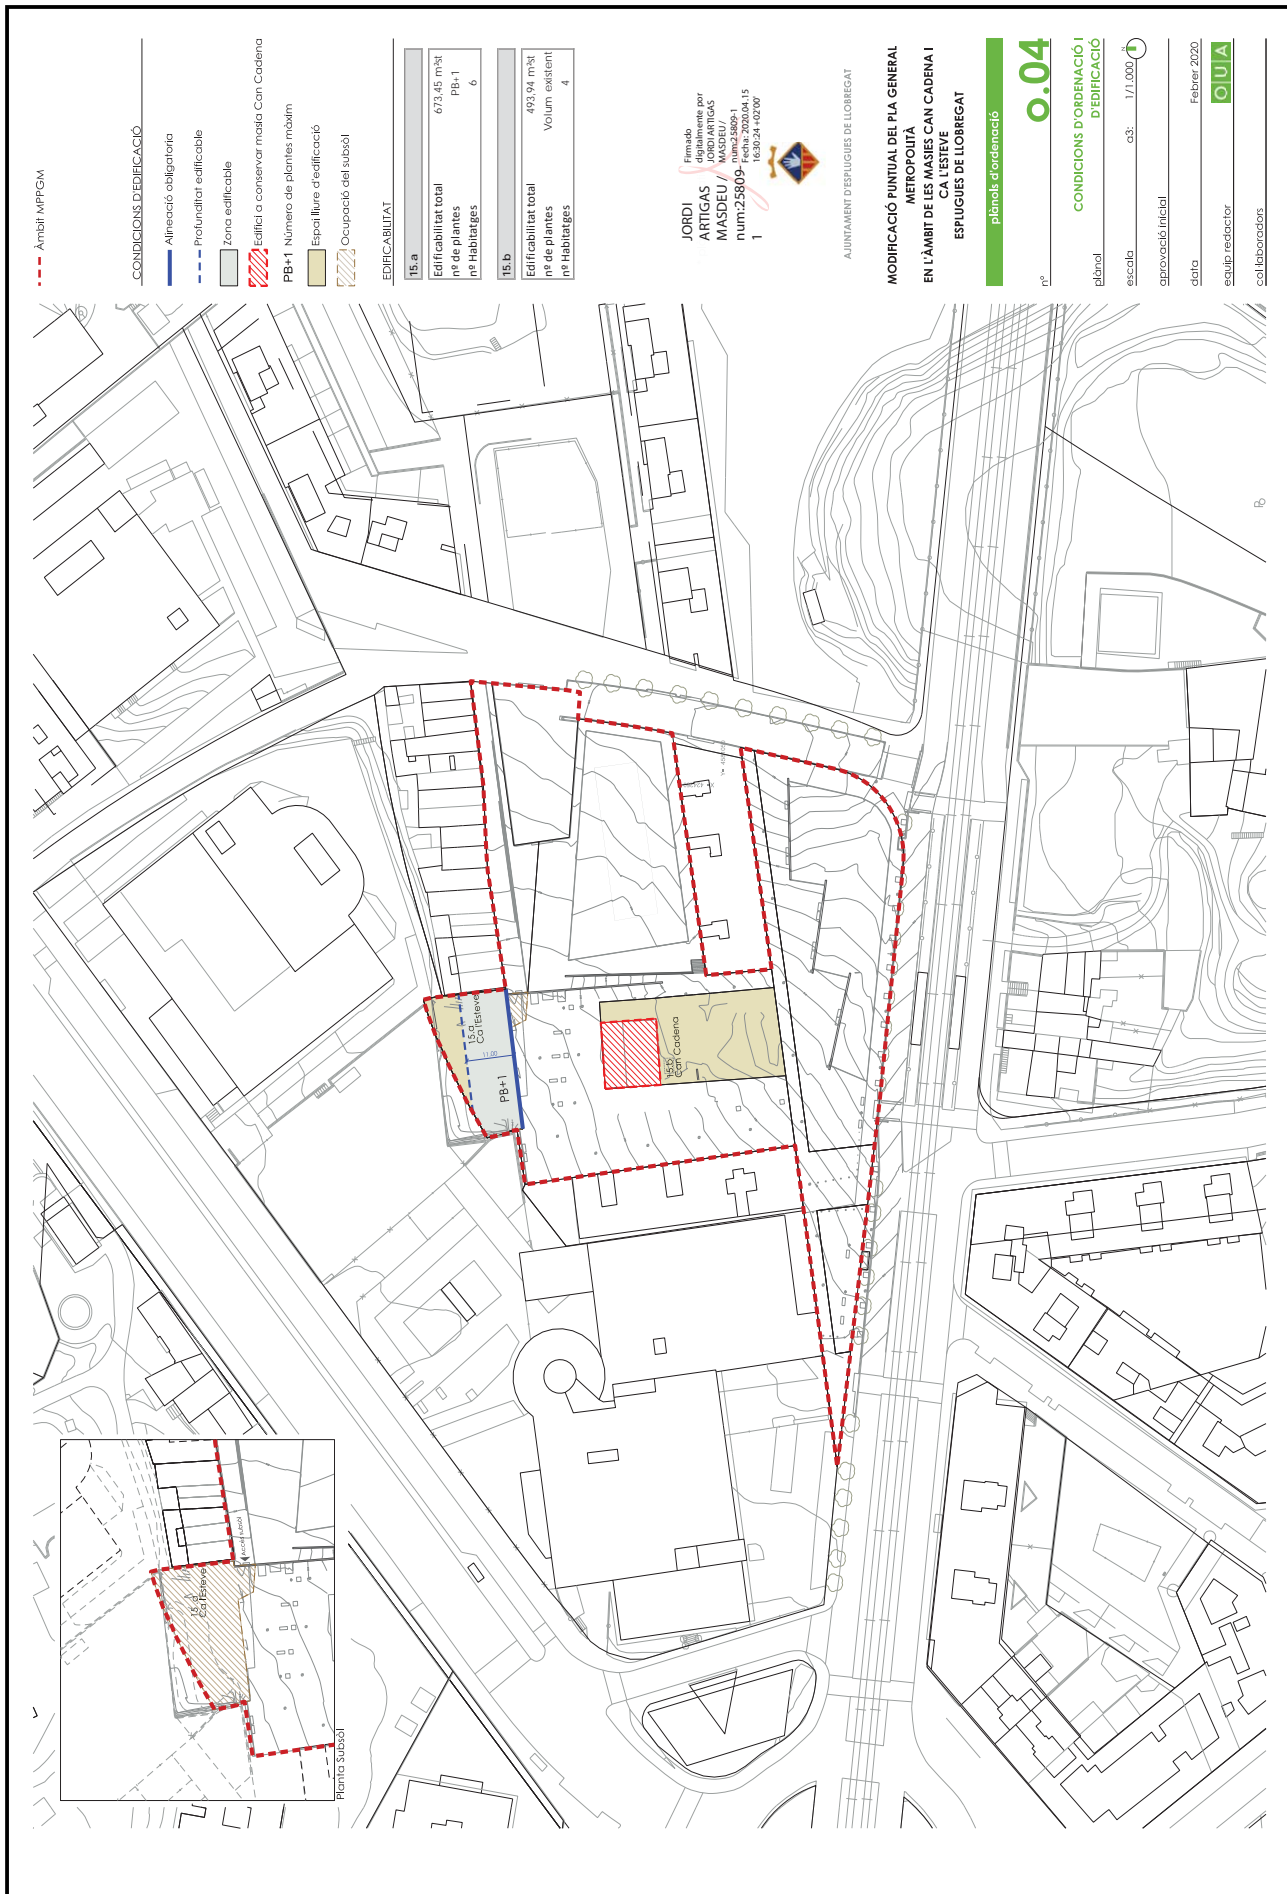 Àmbit MPPGM
CONDICIONS D'EDIFICACIÓ
Alineació obligatoria
Profunditat edificable
Zona edificable
Edifici a conservar masia Can Cadena
PB+1 Número de plantes màxim
Espai lliure d'edificació
Ocupació del subsòl
EDIFICABILITAT
15.a
Edificabilitat total 673,45 m²st
nº de plantes PB+1
nº Habitatges 6
15.b
Edificabilitat total 493,94 m²st
nº de plantes Volum existent
nº Habitatges 4
JORDI
ARTIGAS
MASDEU /
num:25809-
1
Firmado
digitalmente por
JORDI ARTIGAS
MASDEU /
num:25809-1
Fecha: 2020.04.15
16:30:24 +02'00'
AJUNTAMENT D'ESPLUGUES DE LLOBREGAT
MODIFICACIÓ PUNTUAL DEL PLA GENERAL
METROPOLITÀ
EN L'ÀMBIT DE LES MASIES CAN CADENA I
CA L'ESTEVE
ESPLUGUES DE LLOBREGAT
plànols d'ordenació
nº o.04
plànol CONDICIONS D'ORDENACIÓ I
D'EDIFICACIÓ
escala a3: 1/1.000
N
aprovació inicial
data Febrer 2020
equip redactor OUA
col·laboradors
15.a
Ca l'Esteve
11,00
PB+1
15.b
Can Cadena
15.a
Ca l'Esteve
Accés subsòl
Planta Subsòl